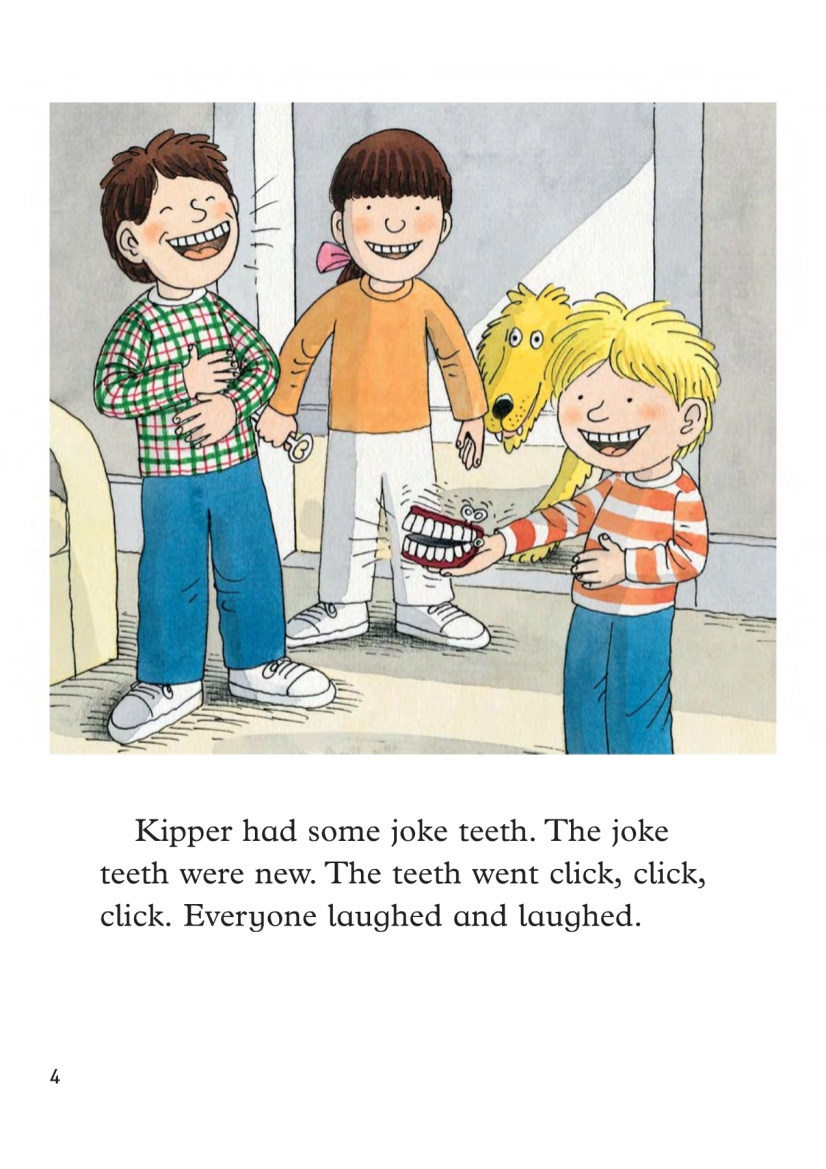 Kipper had some joke teeth. The joke
teeth were new. The teeth went click, click,
click. Everyone laughed and laughed.
4